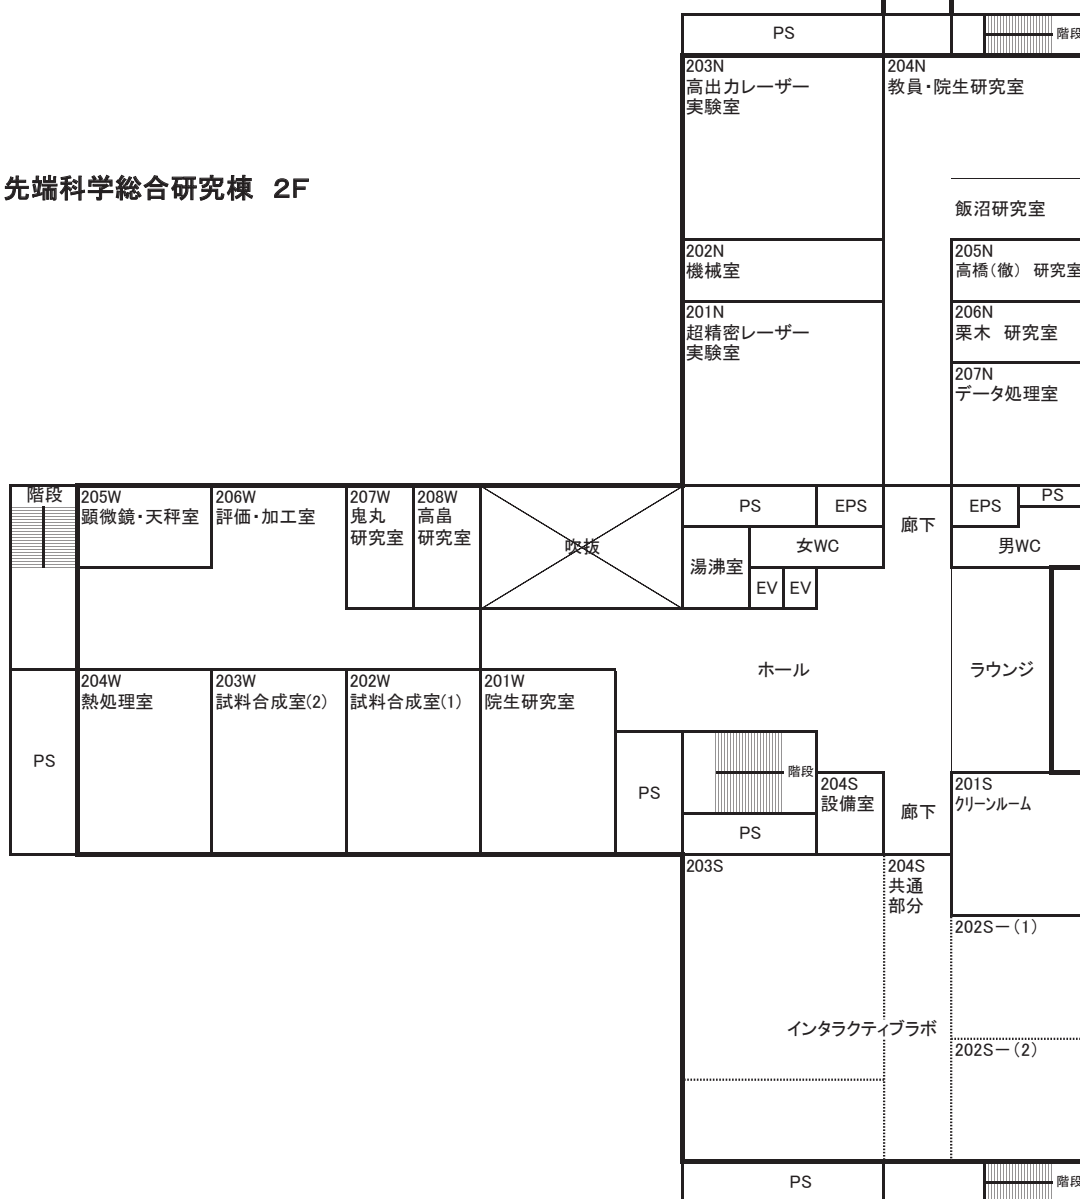 PS
階段
203N
高出力レーザー
実験室
204N
教員・院生研究室
先端科学総合研究棟　2F
飯沼研究室
202N
機械室
205N
高橋(徹)　研究室
201N
超精密レーザー
実験室
206N
栗木　研究室
207N
データ処理室
階段
205W
顕微鏡・天秤室
206W
評価・加工室
207W
鬼丸
研究室
208W
高畠
研究室
吹抜
PS
EPS
廊下
EPS
PS
湯沸室
女WC
男WC
EV
EV
ホール
ラウンジ
204W
熱処理室
203W
試料合成室(2)
202W
試料合成室(1)
201W
院生研究室
PS
PS
階段
PS
204S
設備室
廊下
201S
クリーンルーム
203S
204S
共通
部分
202S－(1)
インタラクティブラボ
202S－(2)
PS
階段